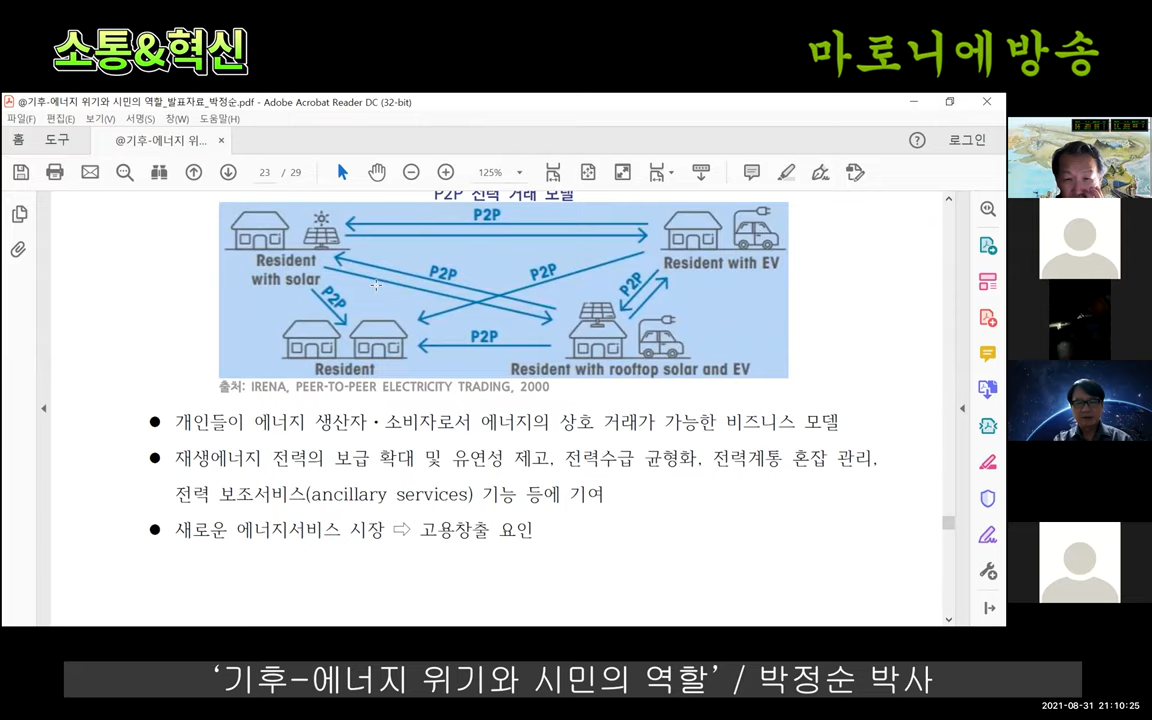 소통&혁신
마로니에방송
@기후-에너지 위기와 시민의 역할_발표자료_박정순.pdf - Adobe Acrobat Reader DC (32-bit)
파일(F) 편집(E) 보기(V) 서명(S) 창(W) 도움말(H)
홈 도구 @기후-에너지 위... × 로그인
23 / 29 125%
P2P 전력 거래 모델
P2P
Resident with solar
Resident with EV
P2P
P2P
P2P
P2P
P2P
Resident
Resident with rooftop solar and EV
출처: IRENA, PEER-TO-PEER ELECTRICITY TRADING, 2000
● 개인들이 에너지 생산자・소비자로서 에너지의 상호 거래가 가능한 비즈니스 모델
● 재생에너지 전력의 보급 확대 및 유연성 제고, 전력수급 균형화, 전력계통 혼잡 관리,
전력 보조서비스(ancillary services) 기능 등에 기여
● 새로운 에너지서비스 시장 ⇨ 고용창출 요인
‘기후-에너지 위기와 시민의 역할’ / 박정순 박사
2021-08-31 21:10:25